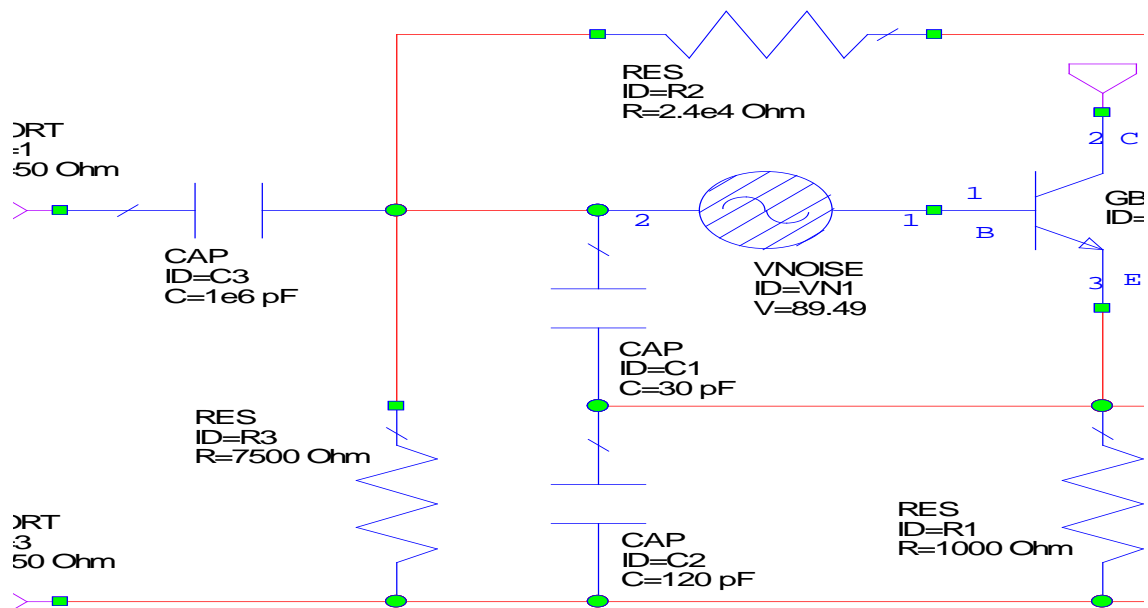 RES
ID=R2
R=2.4e4 Ohm
2 C
ORT
=1
=50 Ohm
1
GB
ID=
2
1
B
CAP
ID=C3
C=1e6 pF
VNOISE
ID=VN1
V=89.49
3 E
CAP
ID=C1
C=30 pF
RES
ID=R3
R=7500 Ohm
RES
ID=R1
R=1000 Ohm
ORT
=3
50 Ohm
CAP
ID=C2
C=120 pF